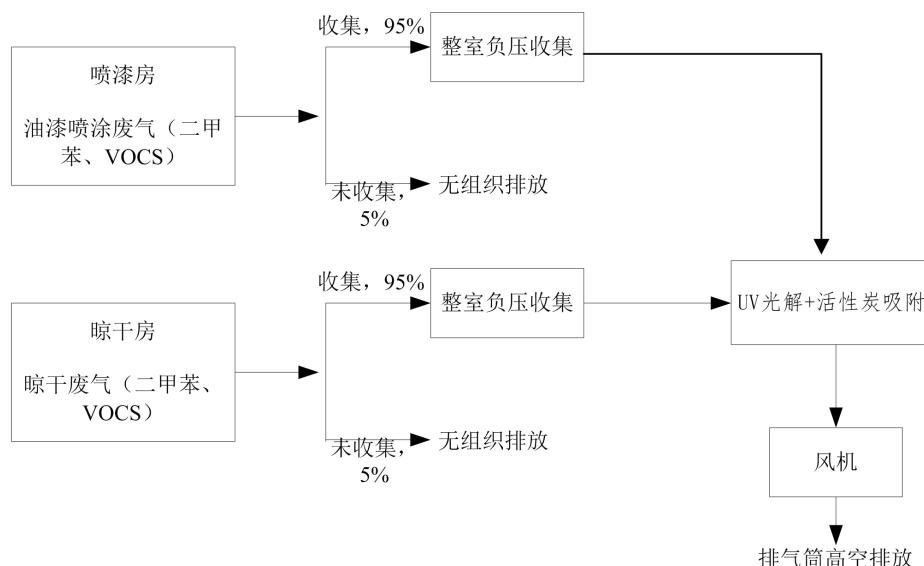 喷漆房
油漆喷涂废气（二甲
苯、VOCS）
收集，95%
整室负压收集
未收集，
5%
无组织排放
晾干房
晾干废气（二甲苯、
VOCS）
收集，95%
整室负压收集
未收集，
5%
无组织排放
UV光解+活性炭吸附
风机
排气筒高空排放